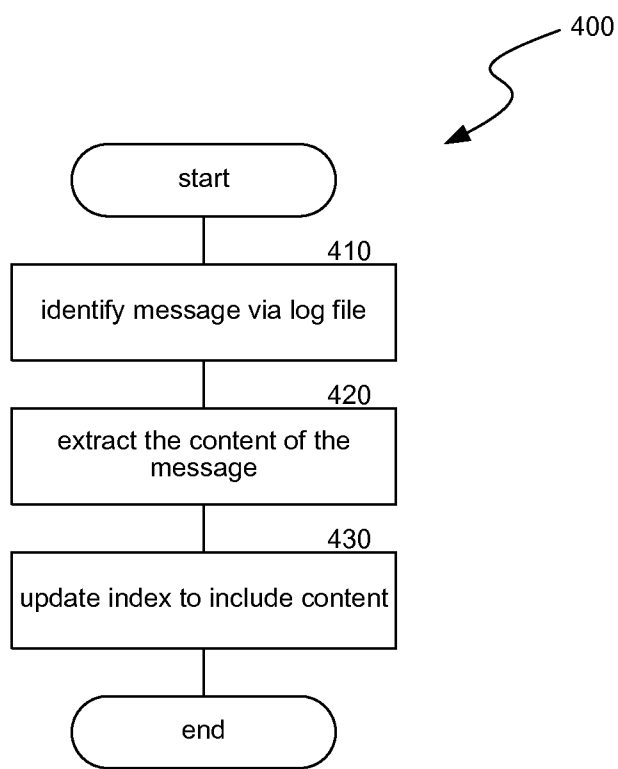 400
start
410
identify message via log file
420
extract the content of the
message
430
update index to include content
end